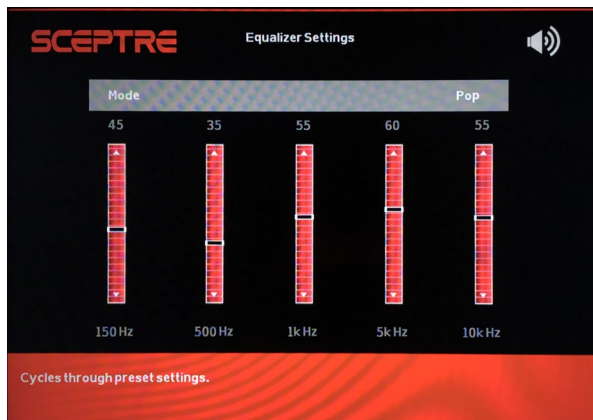 SCEPTRE
Equalizer Settings
Mode Pop
45 35 55 60 55
150 Hz 500 Hz 1k Hz 5k Hz 10k Hz
Cycles through preset settings.